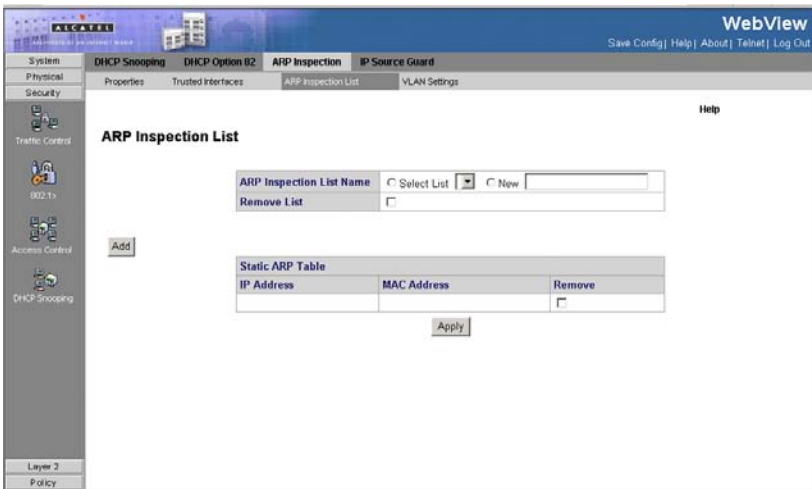 ALCATEL
WebView
Save Config| Help| About| Telnet| Log Out
System
Physical
Security
Traffic Control
802.1x
Access Control
DHCP Snooping
Layer 2
Policy
DHCP Snooping DHCP Option 82 ARP Inspection IP Source Guard
Properties Trusted Interfaces ARP Inspection List VLAN Settings
Help
ARP Inspection List
ARP Inspection List Name Select List New
Remove List
Add
Static ARP Table
IP Address MAC Address Remove
Apply